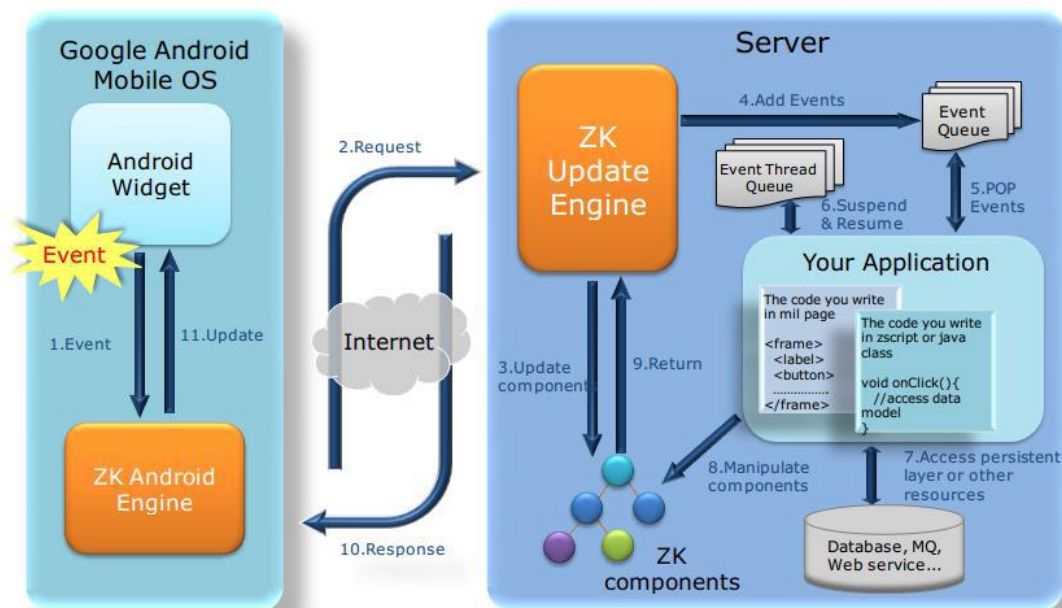 Google Android
Mobile OS
Android
Widget
Event
1.Event
11.Update
ZK Android
Engine
2.Request
Internet
10.Response
Server
ZK
Update
Engine
4.Add Events
Event
Queue
Event Thread
Queue
5.POP
Events
6.Suspend
& Resume
Your Application
The code you write
in mil page
<frame>
<label>
<button>
................
</frame>
The code you write
in zscript or java
class
void onClick(){
//access data
model
}
3.Update
components
9.Return
8.Manipulate
components
7.Access persistent
layer or other
resources
ZK
components
Database, MQ,
Web service...